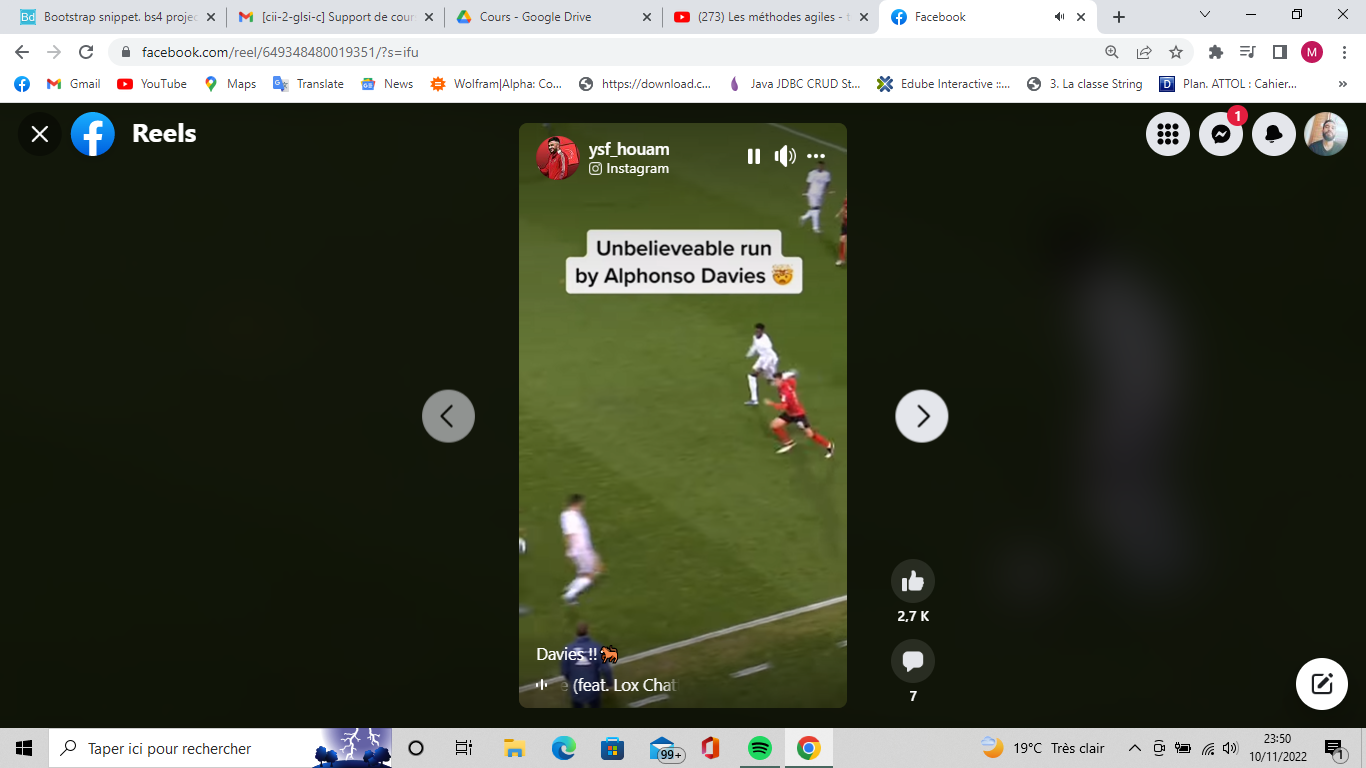 Bootstrap snippet. bs4 projec
[cii-2-glsi-c] Support de cour
Cours - Google Drive
(273) Les méthodes agiles - t
Facebook
facebook.com/reel/649348480019351/?s=ifu
M
Gmail
YouTube
Maps
Translate
News
Wolfram|Alpha: Co...
https://download.c...
Java JDBC CRUD St...
Edube Interactive ::...
3. La classe String
Plan. ATTOL : Cahier...
Reels
1
ysf_houam
Instagram
Unbelieveable run
by Alphonso Davies 🤯
2,7 K
7
Davies !!🐎
e (feat. Lox Chat
Taper ici pour rechercher
99+
19°C Très clair
23:50
10/11/2022
1